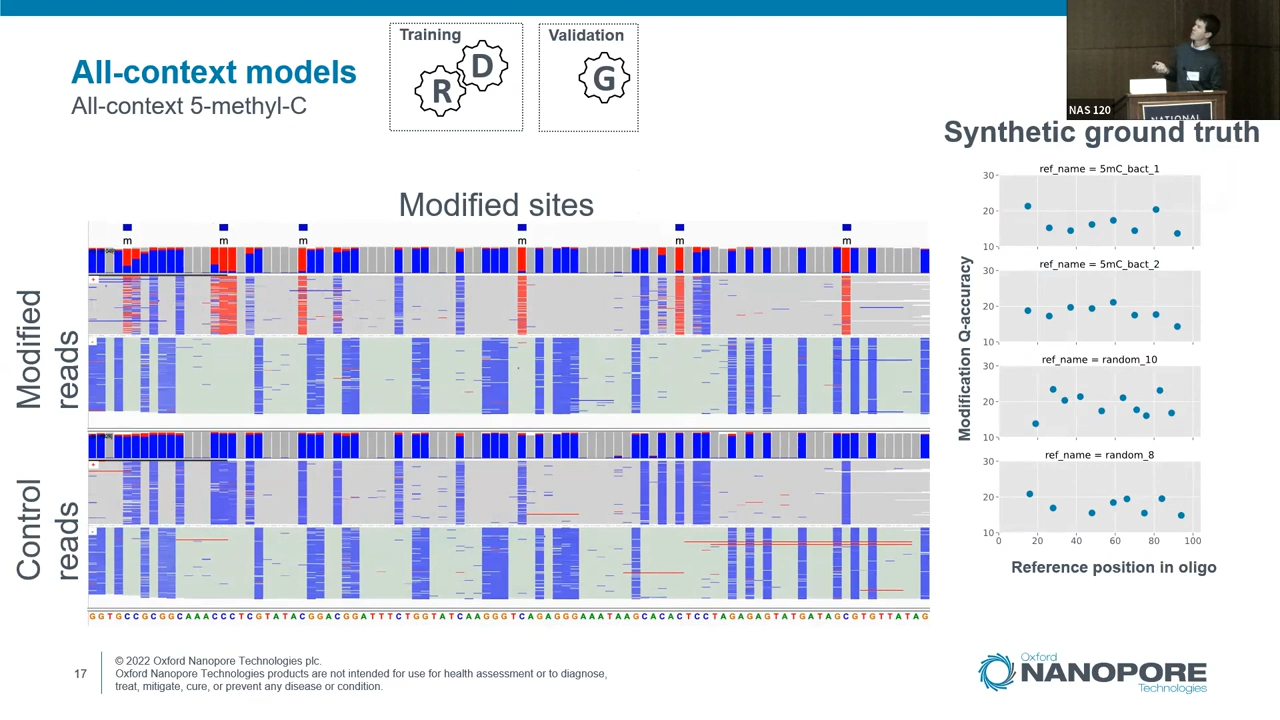 All-context models
All-context 5-methyl-C
Training
R
D
Validation
G
NAS 120
NATIONAL
Synthetic ground truth
Modified sites
m m m m m m
Modified
reads
Control
reads
GGTGCCGCGGCAAACCCTCGTATACGGACGGATTTCTGGTATCAAGGGTCAGAGGGAAATAAGCACACTCCTAGAGAGTATGATAGCGTGTTATAG
ref_name = 5mC_bact_1
30
20
10
ref_name = 5mC_bact_2
30
20
10
ref_name = random_10
30
20
10
ref_name = random_8
30
20
10
0 20 40 60 80 100
Modification Q-accuracy
Reference position in oligo
17
© 2022 Oxford Nanopore Technologies plc.
Oxford Nanopore Technologies products are not intended for use for health assessment or to diagnose,
treat, mitigate, cure, or prevent any disease or condition.
Oxford
NANOPORE
Technologies